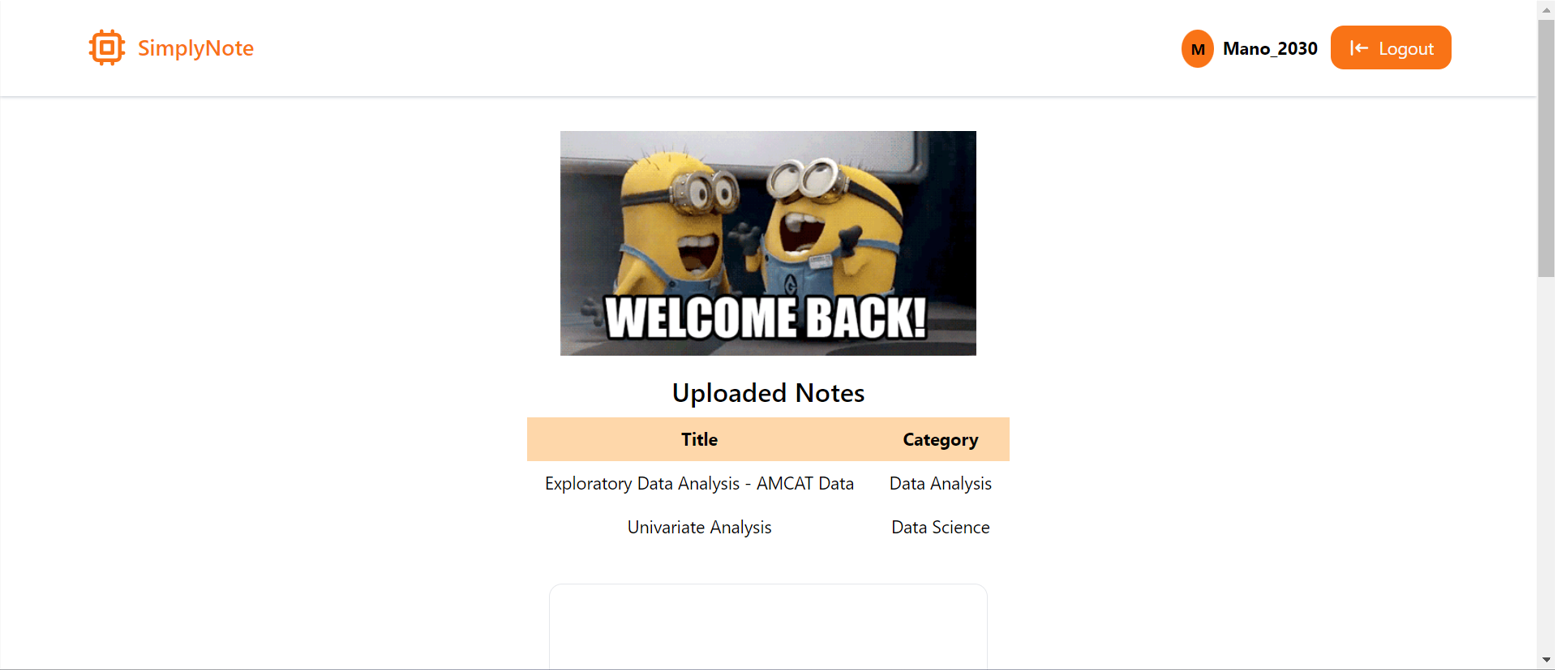 SimplyNote
M Mano_2030 Logout
WELCOME BACK!
Uploaded Notes
Title Category
Exploratory Data Analysis - AMCAT Data Data Analysis
Univariate Analysis Data Science